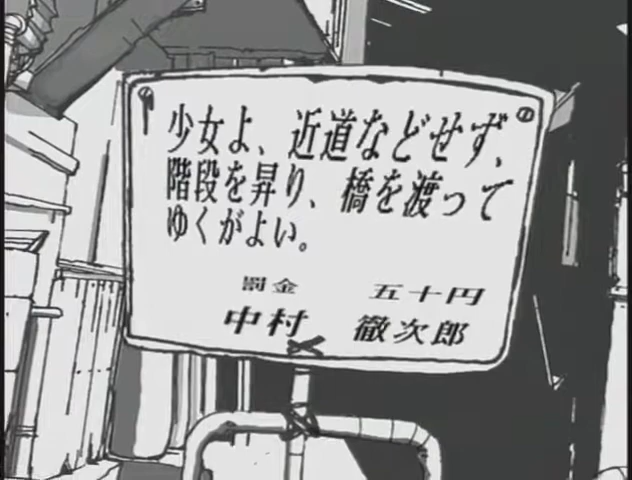 少女よ、近道などせず、
階段を昇り、橋を渡って
ゆくがよい。
罰金 五十円
中村 徹次郎